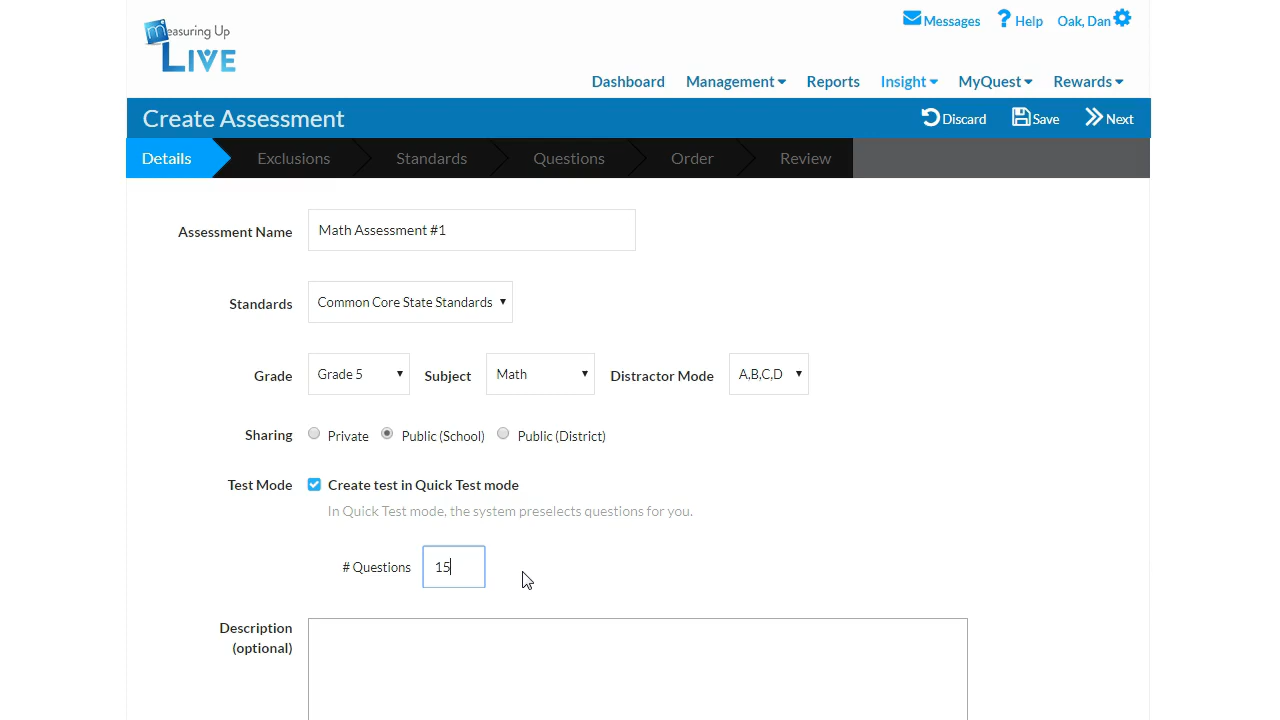 Measuring Up
LIVE
Messages
Help
Oak, Dan
Dashboard
Management
Reports
Insight
MyQuest
Rewards
Create Assessment
Discard
Save
Next
Details
Exclusions
Standards
Questions
Order
Review
Assessment Name
Math Assessment #1
Standards
Common Core State Standards
Grade
Grade 5
Subject
Math
Distractor Mode
A,B,C,D
Sharing
Private
Public (School)
Public (District)
Test Mode
Create test in Quick Test mode
In Quick Test mode, the system preselects questions for you.
# Questions
15
Description
(optional)